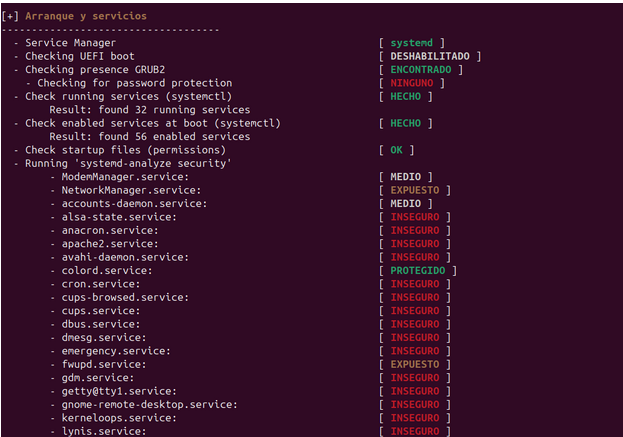 [+] Arranque y servicios
------------------------------------
- Service Manager [ systemd ]
- Checking UEFI boot [ DESHABILITADO ]
- Checking presence GRUB2 [ ENCONTRADO ]
- Checking for password protection [ NINGUNO ]
- Check running services (systemctl) [ HECHO ]
Result: found 32 running services
- Check enabled services at boot (systemctl) [ HECHO ]
Result: found 56 enabled services
- Check startup files (permissions) [ OK ]
- Running 'systemd-analyze security'
- ModemManager.service: [ MEDIO ]
- NetworkManager.service: [ EXPUESTO ]
- accounts-daemon.service: [ MEDIO ]
- alsa-state.service: [ INSEGURO ]
- anacron.service: [ INSEGURO ]
- apache2.service: [ INSEGURO ]
- avahi-daemon.service: [ INSEGURO ]
- colord.service: [ PROTEGIDO ]
- cron.service: [ INSEGURO ]
- cups-browsed.service: [ INSEGURO ]
- cups.service: [ INSEGURO ]
- dbus.service: [ INSEGURO ]
- dmesg.service: [ INSEGURO ]
- emergency.service: [ INSEGURO ]
- fwupd.service: [ EXPUESTO ]
- gdm.service: [ INSEGURO ]
- getty@tty1.service: [ INSEGURO ]
- gnome-remote-desktop.service: [ INSEGURO ]
- kerneloops.service: [ INSEGURO ]
- lynis.service: [ INSEGURO ]